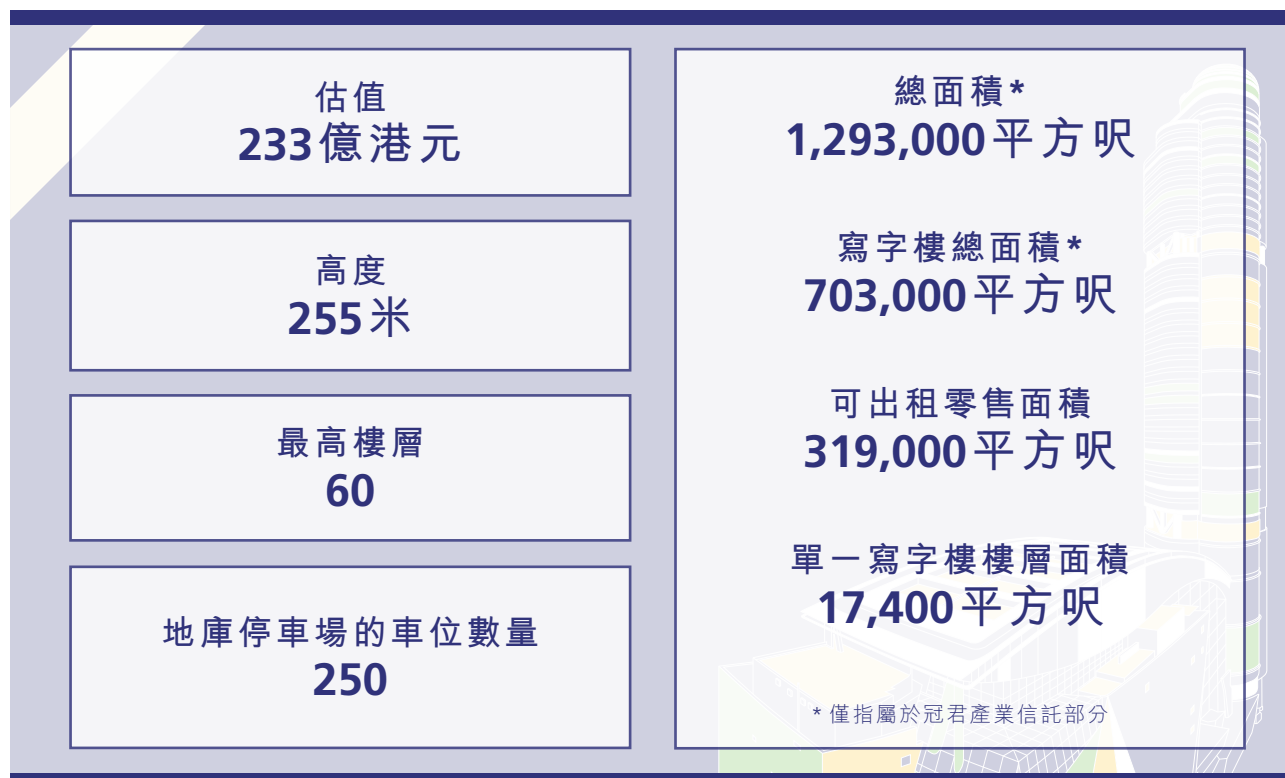 估值
233億港元
高度
255米
最高樓層
60
地庫停車場的車位數量
250
總面積*
1,293,000平方呎
寫字樓總面積*
703,000平方呎
可出租零售面積
319,000平方呎
單一寫字樓樓層面積
17,400平方呎
* 僅指屬於冠君產業信託部分